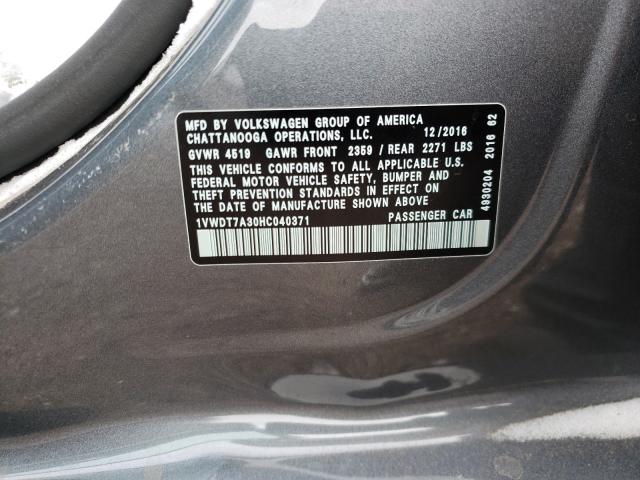 MFD BY VOLKSWAGEN GROUP OF AMERICA
CHATTANOOGA OPERATIONS, LLC. 12/2016
GVWR 4519 GAWR FRONT 2359 / REAR 2271 LBS
THIS VEHICLE CONFORMS TO ALL APPLICABLE U.S.
FEDERAL MOTOR VEHICLE SAFETY, BUMPER AND
THEFT PREVENTION STANDARDS IN EFFECT ON
THE DATE OF MANUFACTURE SHOWN ABOVE.
1VWDT7A30HC040371 PASSENGER CAR
4930204 2016 62